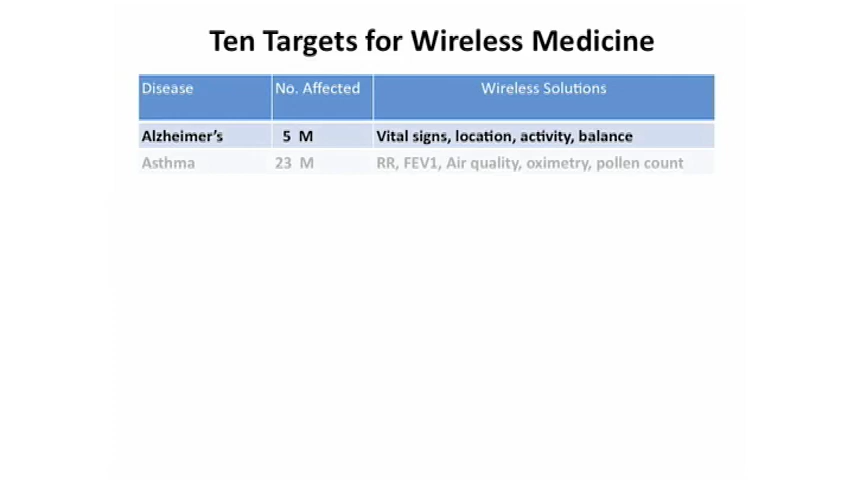 Ten Targets for Wireless Medicine
Disease No. Affected Wireless Solutions
Alzheimer's 5 M Vital signs, location, activity, balance
Asthma 23 M RR, FEV1, Air quality, oximetry, pollen count